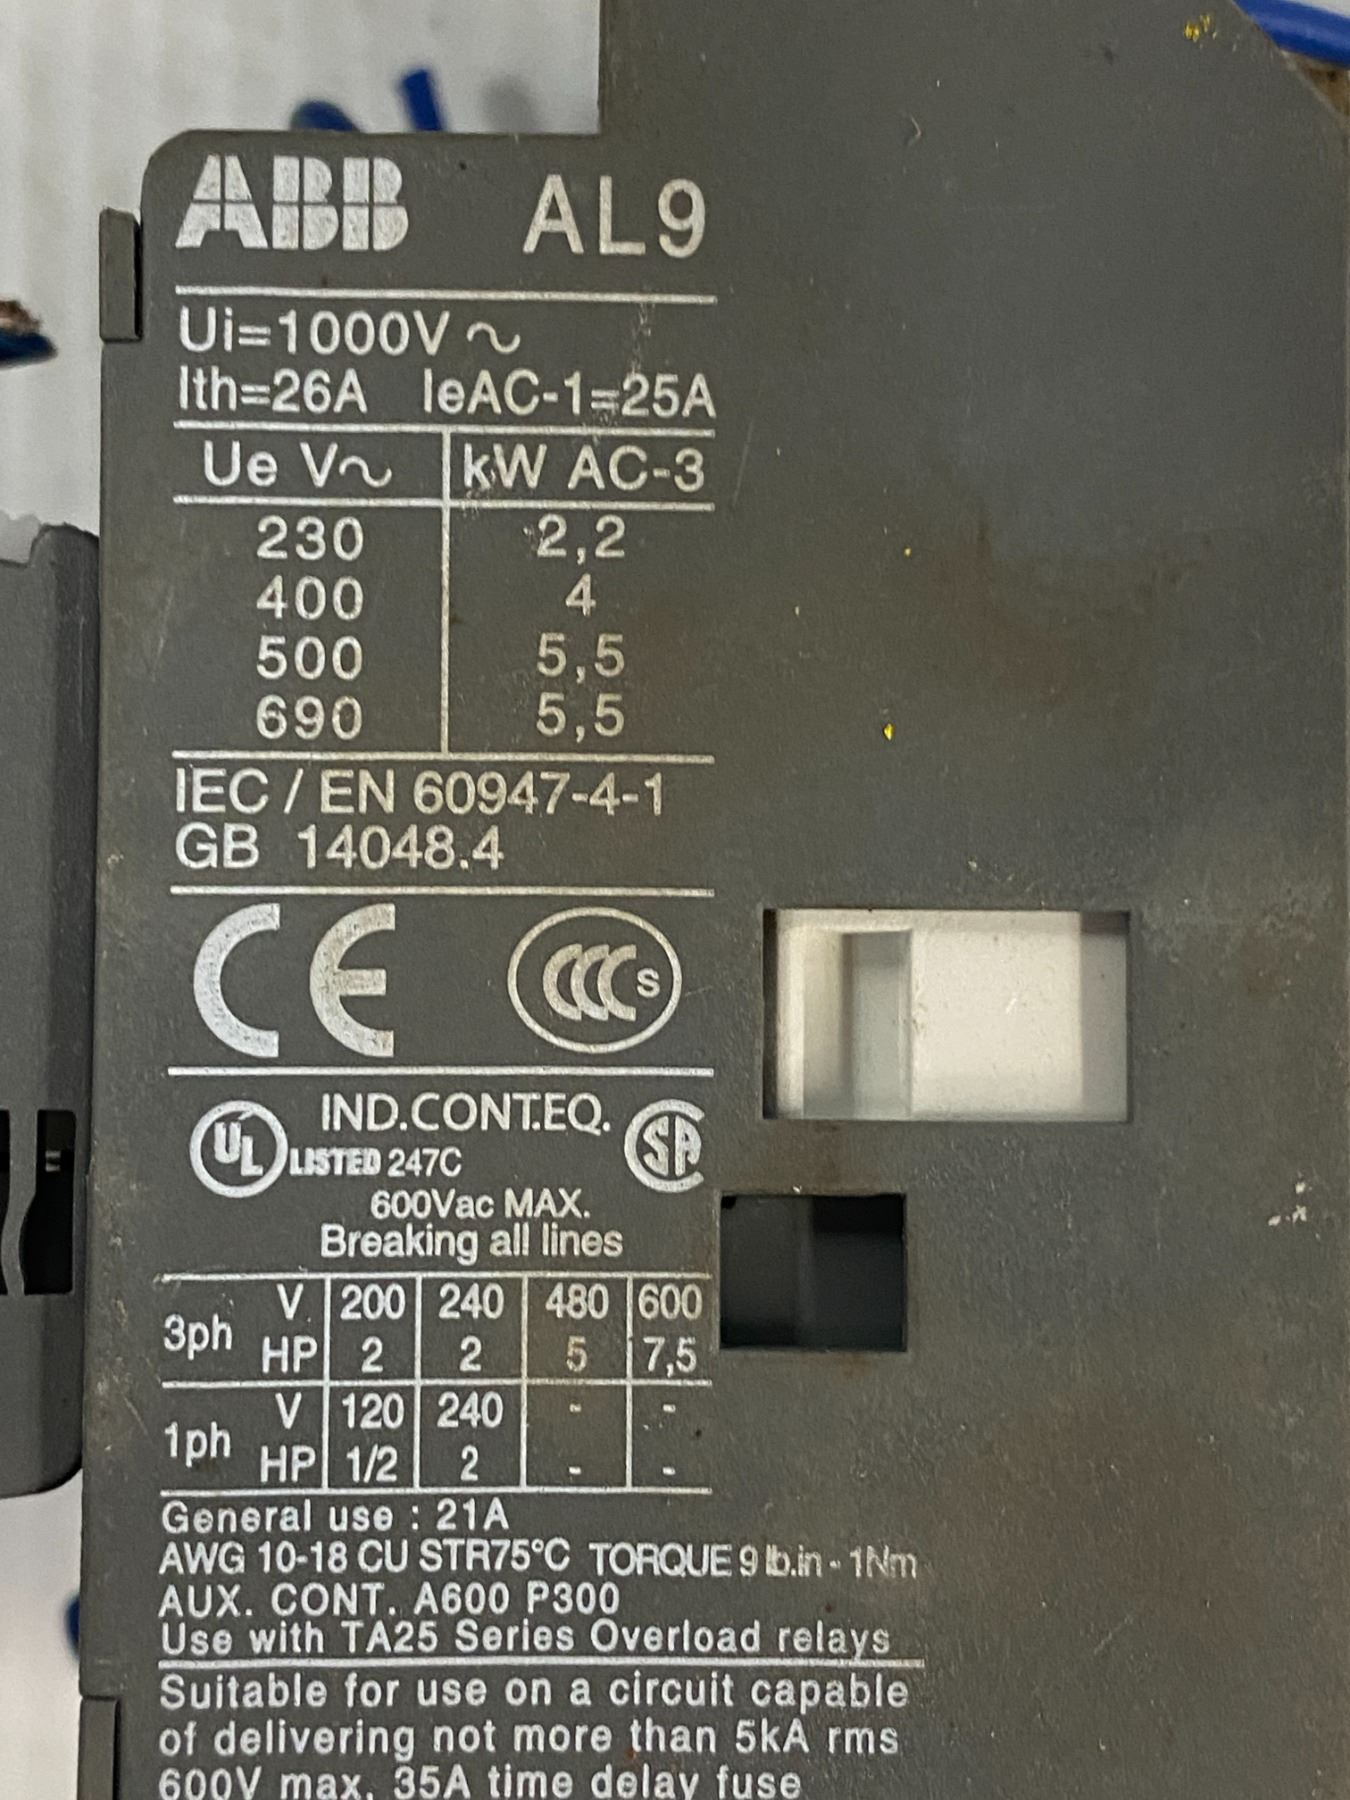 ABB AL9
Ui=1000V ~
Ith=26A IeAC-1=25A
Ue V~ kW AC-3
230 2,2
400 4
500 5,5
690 5,5
IEC / EN 60947-4-1
GB 14048.4
CE CCC S
UL LISTED IND.CONT.EQ. 247C SA
600Vac MAX.
Breaking all lines
3ph V 200 240 480 600
HP 2 2 5 7,5
1ph V 120 240 - -
HP 1/2 2 - -
General use : 21A
AWG 10-18 CU STR75°C TORQUE 9 lb.in - 1Nm
AUX. CONT. A600 P300
Use with TA25 Series Overload relays
Suitable for use on a circuit capable
of delivering not more than 5kA rms
600V max, 35A time delay fuse